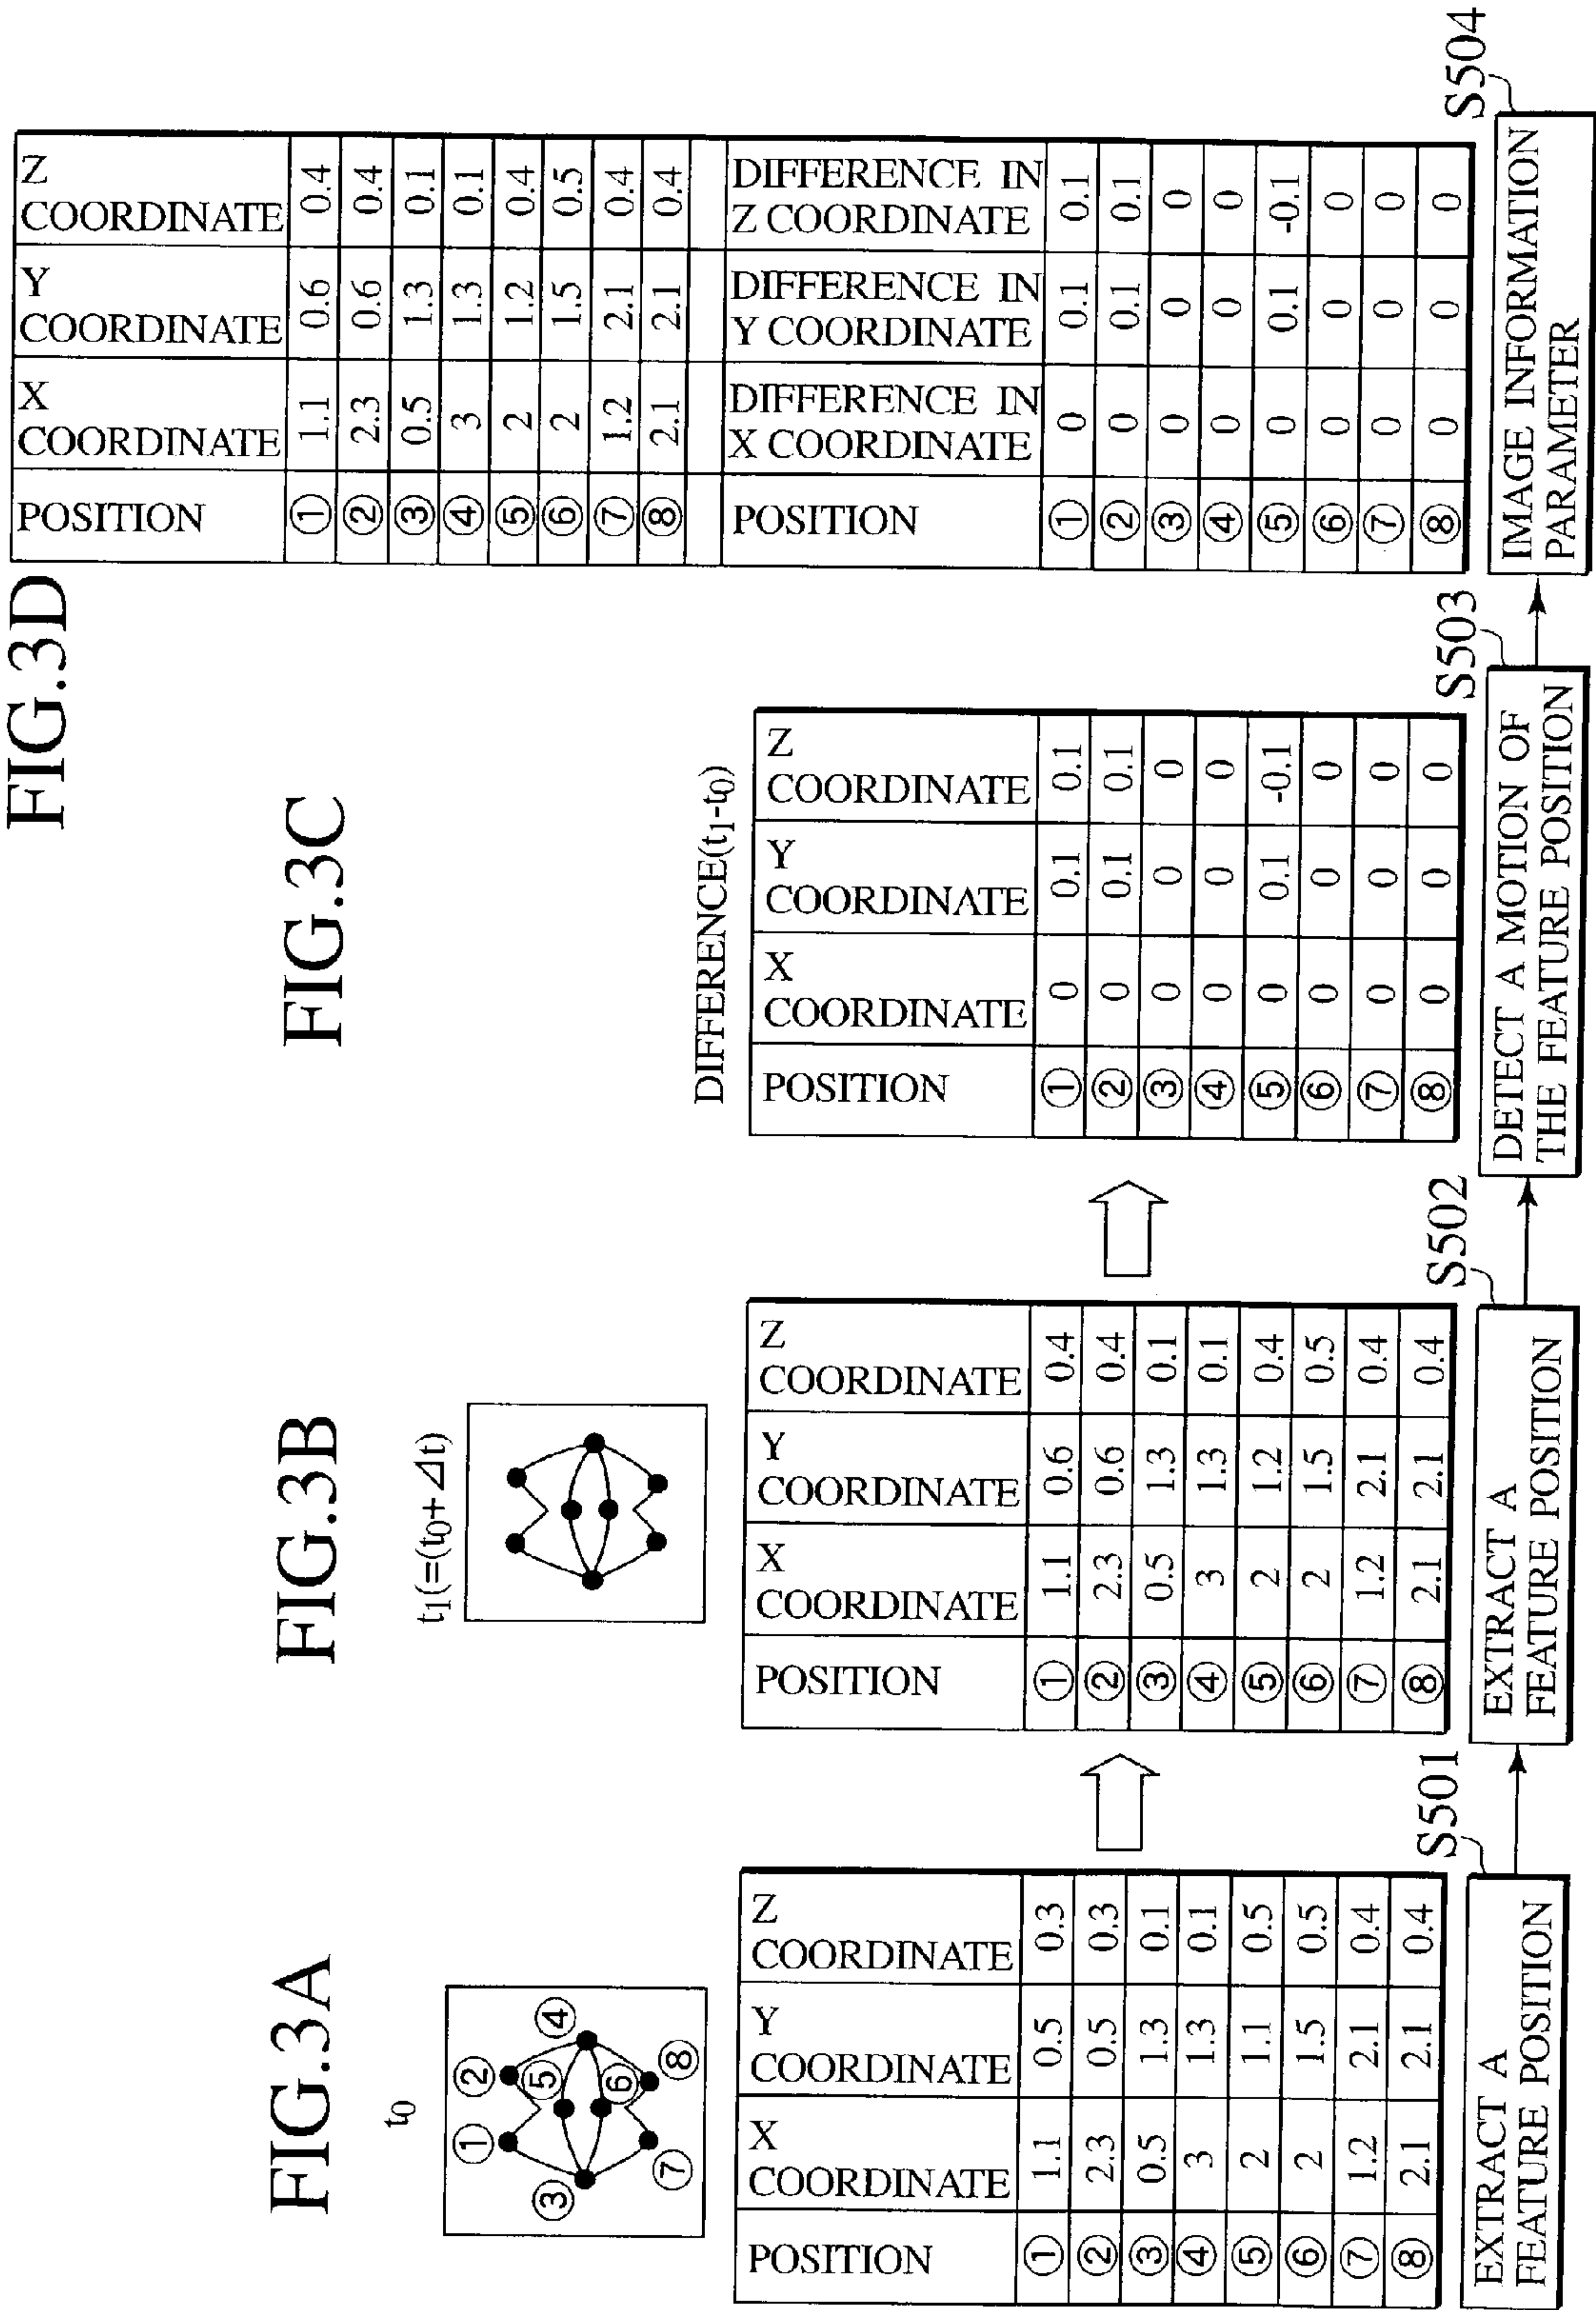 FIG.3A
t0
① ②
③ ④
⑤
⑥
⑦ ⑧
POSITION X COORDINATE Y COORDINATE Z COORDINATE
① 1.1 0.5 0.3
② 2.3 0.5 0.3
③ 0.5 1.3 0.1
④ 3 1.3 0.1
⑤ 2 1.1 0.5
⑥ 2 1.5 0.5
⑦ 1.2 2.1 0.4
⑧ 2.1 2.1 0.4
S501
EXTRACT A
FEATURE POSITION
FIG.3B
t1(=(t0+Δt)
POSITION X COORDINATE Y COORDINATE Z COORDINATE
① 1.1 0.6 0.4
② 2.3 0.6 0.4
③ 0.5 1.3 0.1
④ 3 1.3 0.1
⑤ 2 1.2 0.4
⑥ 2 1.5 0.5
⑦ 1.2 2.1 0.4
⑧ 2.1 2.1 0.4
S502
EXTRACT A
FEATURE POSITION
FIG.3C
DIFFERENCE(t1-t0)
POSITION X COORDINATE Y COORDINATE Z COORDINATE
① 0 0.1 0.1
② 0 0.1 0.1
③ 0 0 0
④ 0 0 0
⑤ 0 0.1 -0.1
⑥ 0 0 0
⑦ 0 0 0
⑧ 0 0 0
S503
DETECT A MOTION OF
THE FEATURE POSITION
FIG.3D
POSITION X COORDINATE Y COORDINATE Z COORDINATE
① 1.1 0.6 0.4
② 2.3 0.6 0.4
③ 0.5 1.3 0.1
④ 3 1.3 0.1
⑤ 2 1.2 0.4
⑥ 2 1.5 0.5
⑦ 1.2 2.1 0.4
⑧ 2.1 2.1 0.4
POSITION DIFFERENCE IN X COORDINATE DIFFERENCE IN Y COORDINATE DIFFERENCE IN Z COORDINATE
① 0 0.1 0.1
② 0 0.1 0.1
③ 0 0 0
④ 0 0 0
⑤ 0 0.1 -0.1
⑥ 0 0 0
⑦ 0 0 0
⑧ 0 0 0
S504
IMAGE INFORMATION
PARAMETER